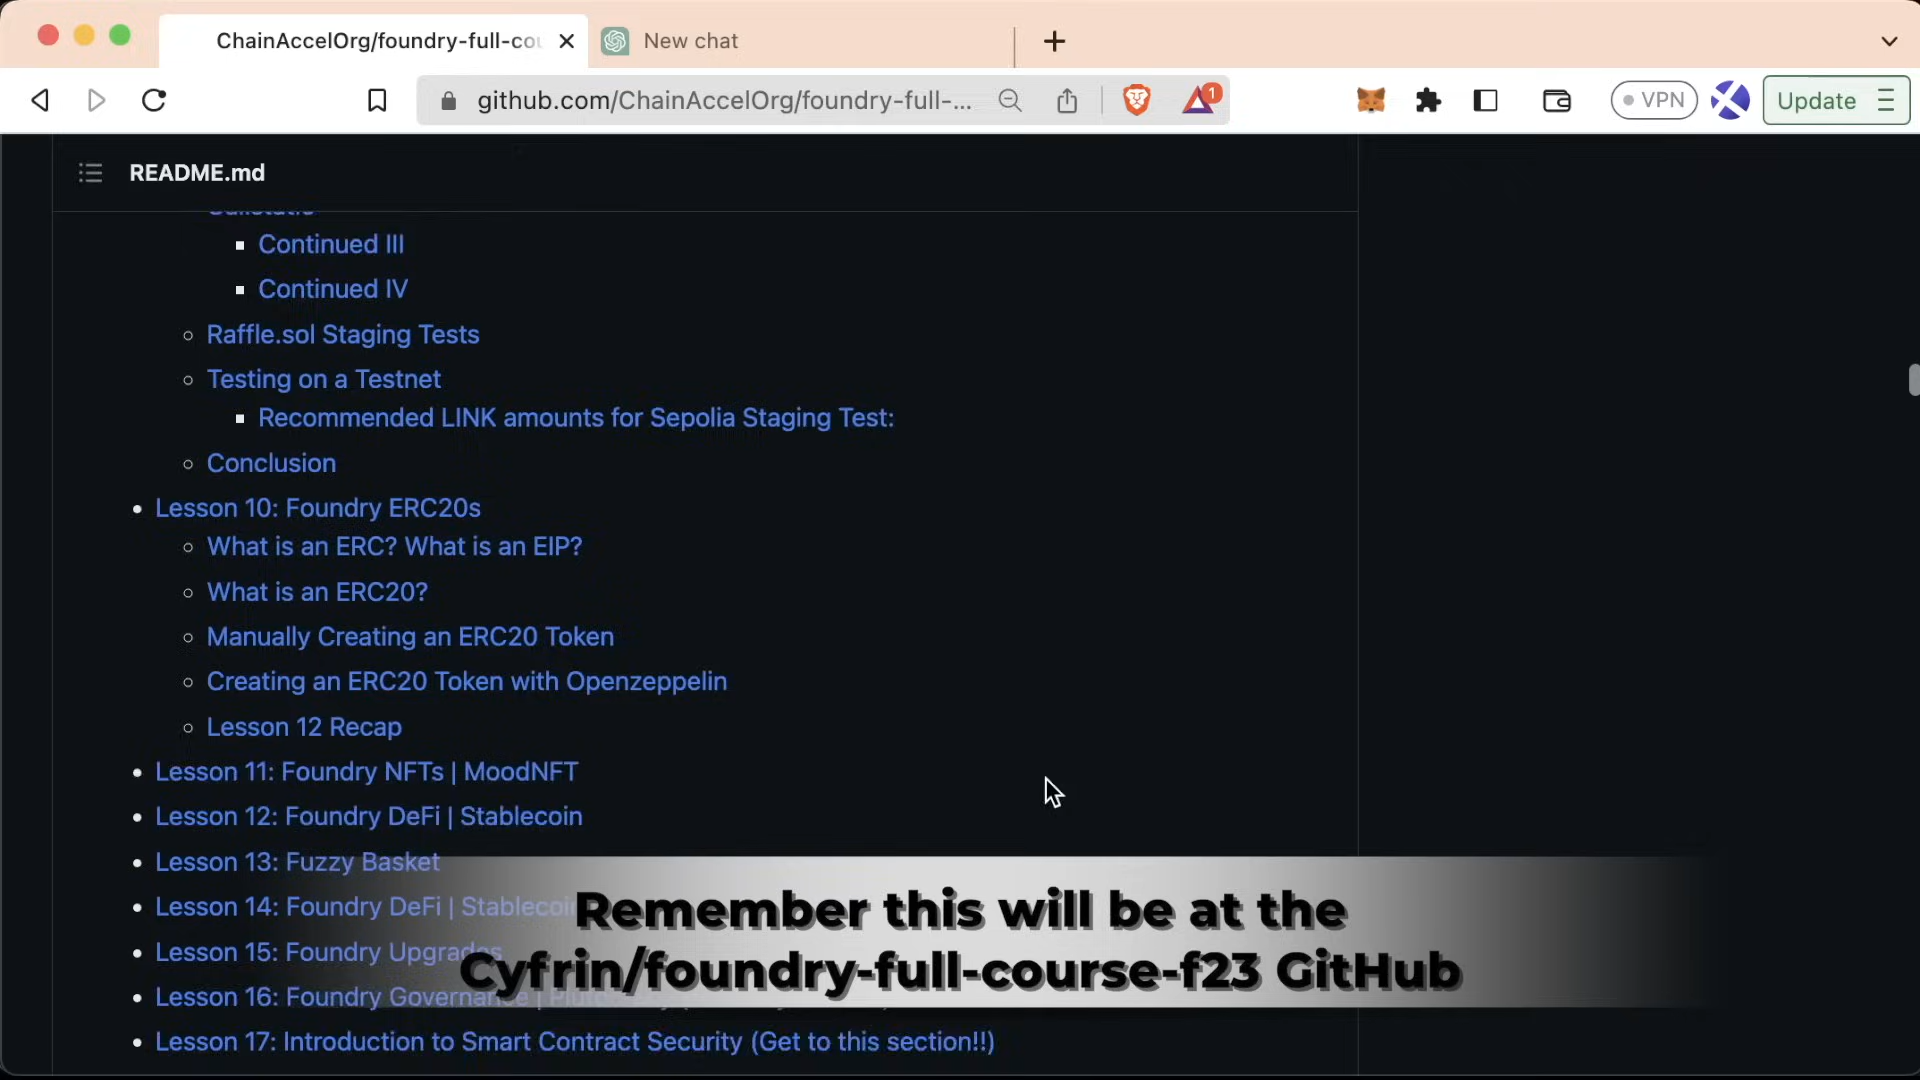 ChainAccelOrg/foundry-full-co
New chat
github.com/ChainAccelOrg/foundry-full-...
1
VPN
Update
README.md
Continued III
Continued IV
Raffle.sol Staging Tests
Testing on a Testnet
Recommended LINK amounts for Sepolia Staging Test:
Conclusion
Lesson 10: Foundry ERC20s
What is an ERC? What is an EIP?
What is an ERC20?
Manually Creating an ERC20 Token
Creating an ERC20 Token with Openzeppelin
Lesson 12 Recap
Lesson 11: Foundry NFTs | MoodNFT
Lesson 12: Foundry DeFi | Stablecoin
Lesson 13: Fuzzy Basket
Lesson 14: Foundry DeFi | Stablecoin
Remember this will be at the
Lesson 15: Foundry Upgrades
Cyfrin/foundry-full-course-f23 GitHub
Lesson 16: Foundry Governance |
Lesson 17: Introduction to Smart Contract Security (Get to this section!!)